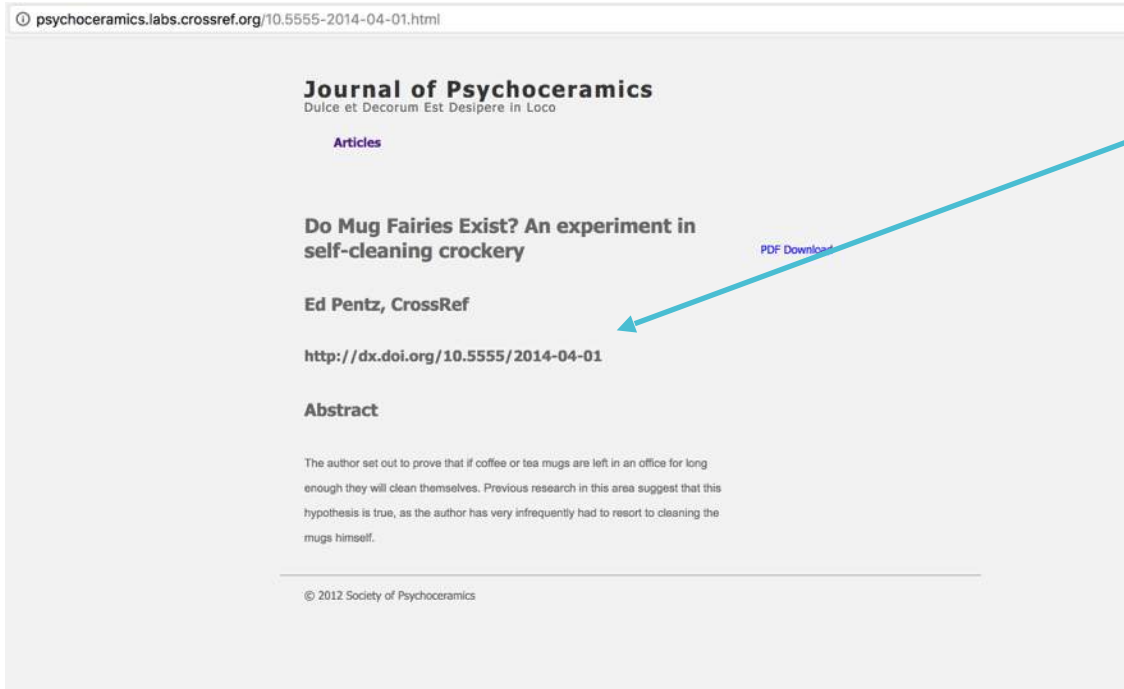 psychoceramics.labs.crossref.org/10.5555-2014-04-01.html
Journal of Psychoceramics
Dulce et Decorum Est Desipere in Loco
Articles
Do Mug Fairies Exist? An experiment in
self-cleaning crockery
PDF Download
Ed Pentz, CrossRef
http://dx.doi.org/10.5555/2014-04-01
Abstract
The author set out to prove that if coffee or tea mugs are left in an office for long
enough they will clean themselves. Previous research in this area suggest that this
hypothesis is true, as the author has very infrequently had to resort to cleaning the
mugs himself.
© 2012 Society of Psychoceramics